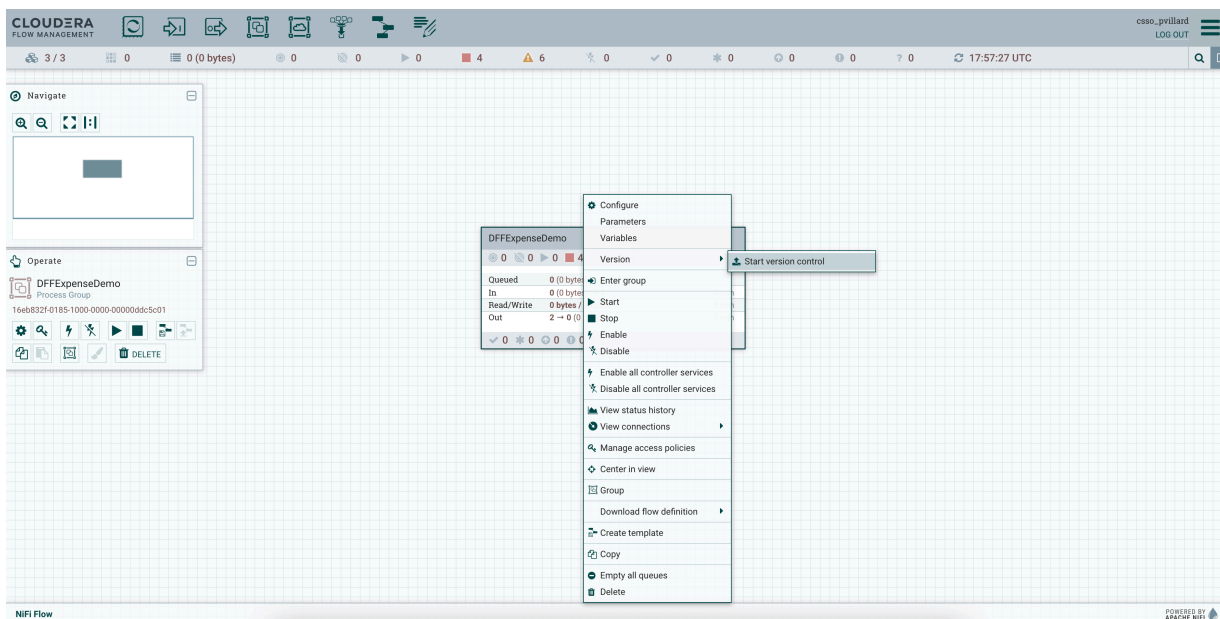 CLOUDERA
FLOW MANAGEMENT
csso_pvillard
LOG OUT
3 / 3 0 0 (0 bytes) 0 0 0 4 6 0 0 0 0 0 ? 0 17:57:27 UTC
Navigate
Operate
DFFExpenseDemo
Process Group
16eb832f-0185-1000-0000-00000ddc5c01
DELETE
DFFExpenseDemo
0 0 0 4
Queued 0 (0 bytes
In 0 (0 bytes
Read/Write 0 bytes /
Out 2 → 0 (0
0 0 0 0
Configure
Parameters
Variables
Version
Start version control
Enter group
Start
Stop
Enable
Disable
Enable all controller services
Disable all controller services
View status history
View connections
Manage access policies
Center in view
Group
Download flow definition
Create template
Copy
Empty all queues
Delete
NiFi Flow
POWERED BY
APACHE NIFI